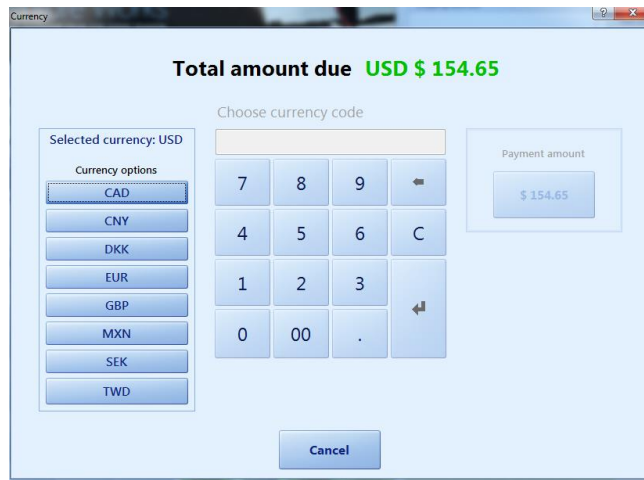 Currency
Total amount due USD $ 154.65
Choose currency code
Selected currency: USD
Currency options
CAD
CNY
DKK
EUR
GBP
MXN
SEK
TWD
7 8 9
4 5 6 C
1 2 3
0 00 .
Payment amount
$ 154.65
Cancel